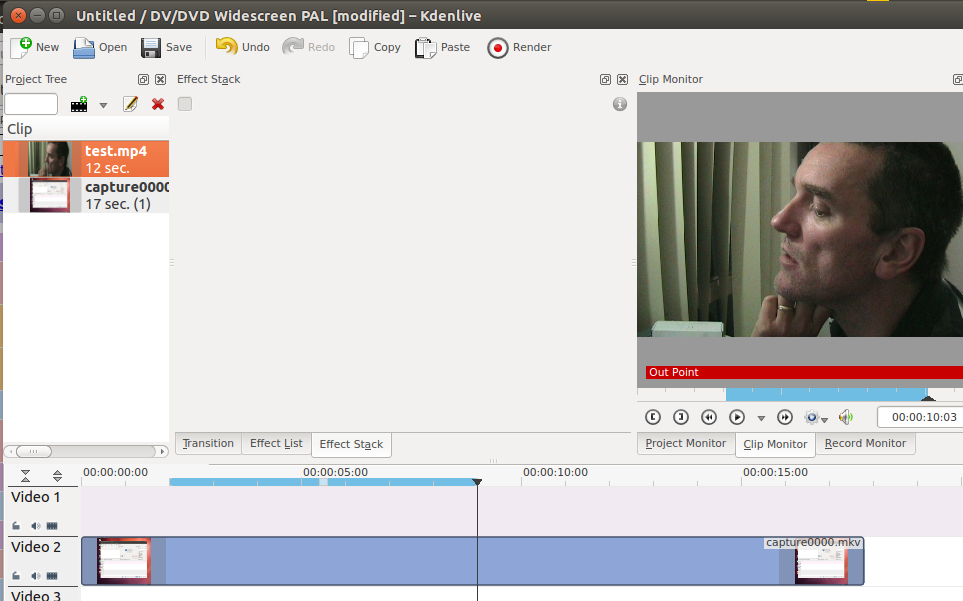 Untitled / DV/DVD Widescreen PAL [modified] – Kdenlive
New Open Save Undo Redo Copy Paste Render
Project Tree
Effect Stack
Clip Monitor
Clip
test.mp4
12 sec.
capture0000
17 sec. (1)
Out Point
00:00:10:03
Transition Effect List Effect Stack
Project Monitor Clip Monitor Record Monitor
00:00:00:00 00:00:05:00 00:00:10:00 00:00:15:00
Video 1
Video 2
capture0000.mkv
Video 3